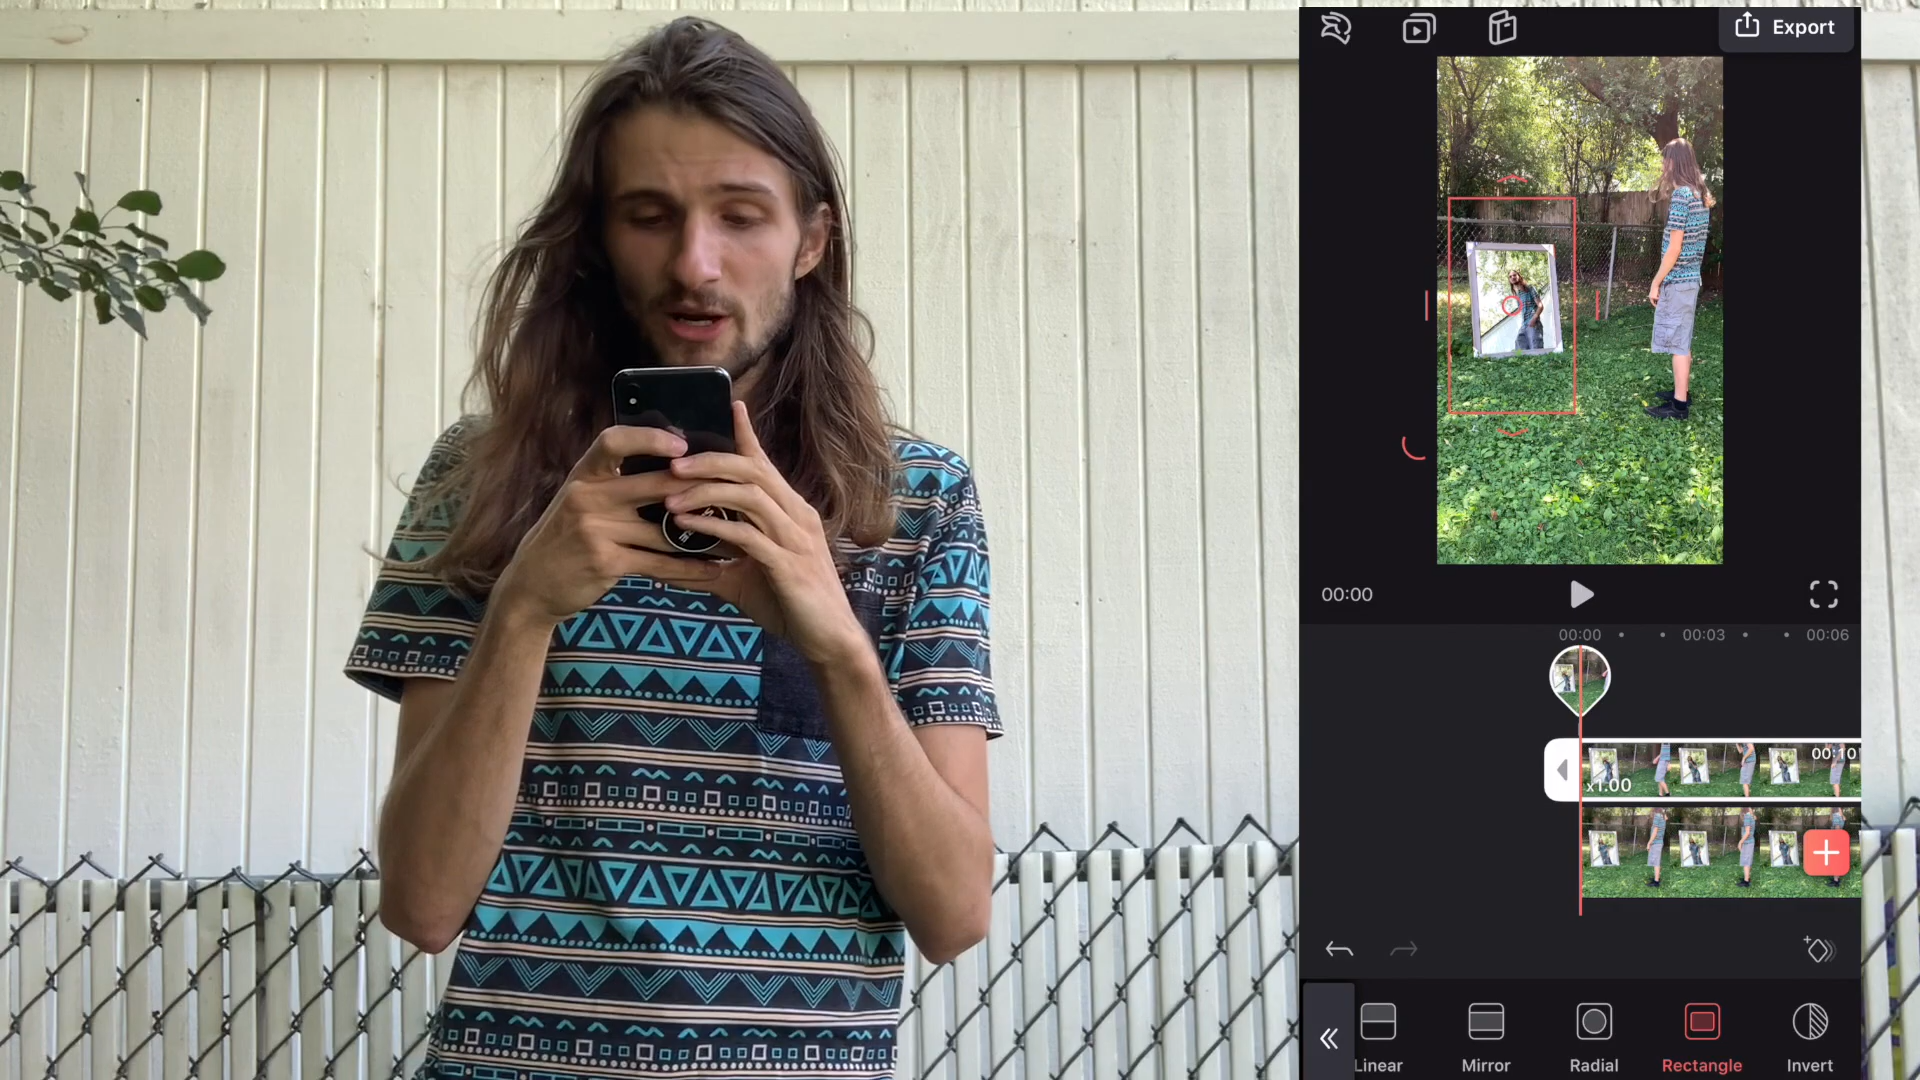 Export
00:00
00:00
00:03
00:06
00:10
x1.00
Linear
Mirror
Radial
Rectangle
Invert